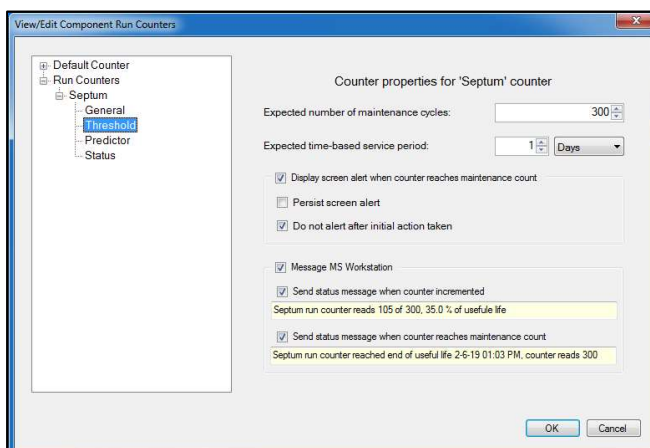 View/Edit Component Run Counters
Default Counter
Run Counters
Septum
General
Threshold
Predictor
Status
Counter properties for 'Septum' counter
Expected number of maintenance cycles: 300
Expected time-based service period: 1 Days
Display screen alert when counter reaches maintenance count
Persist screen alert
Do not alert after initial action taken
Message MS Workstation
Send status message when counter incremented
Septum run counter reads 105 of 300, 35.0 % of usefule life
Send status message when counter reaches maintenance count
Septum run counter reached end of useful life 2-6-19 01:03 PM, counter reads 300
OK Cancel